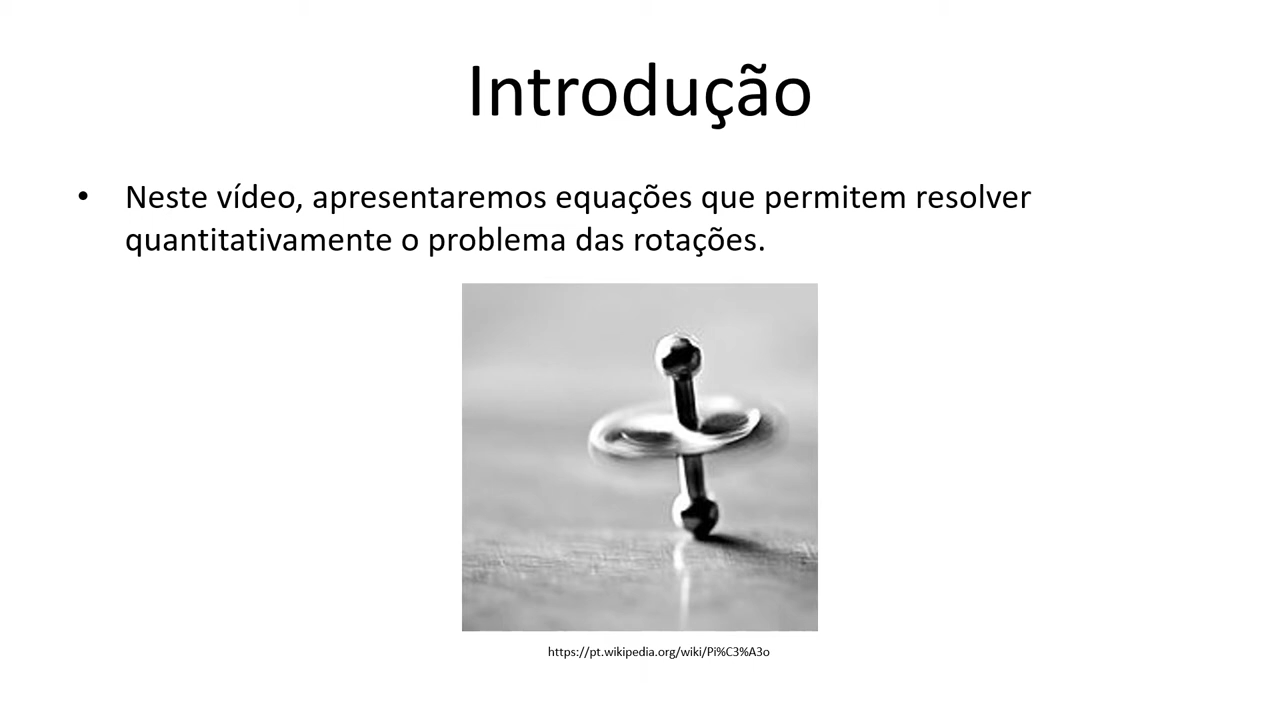 Introdução
• Neste vídeo, apresentaremos equações que permitem resolver
quantitativamente o problema das rotações.
https://pt.wikipedia.org/wiki/Pi%C3%A3o